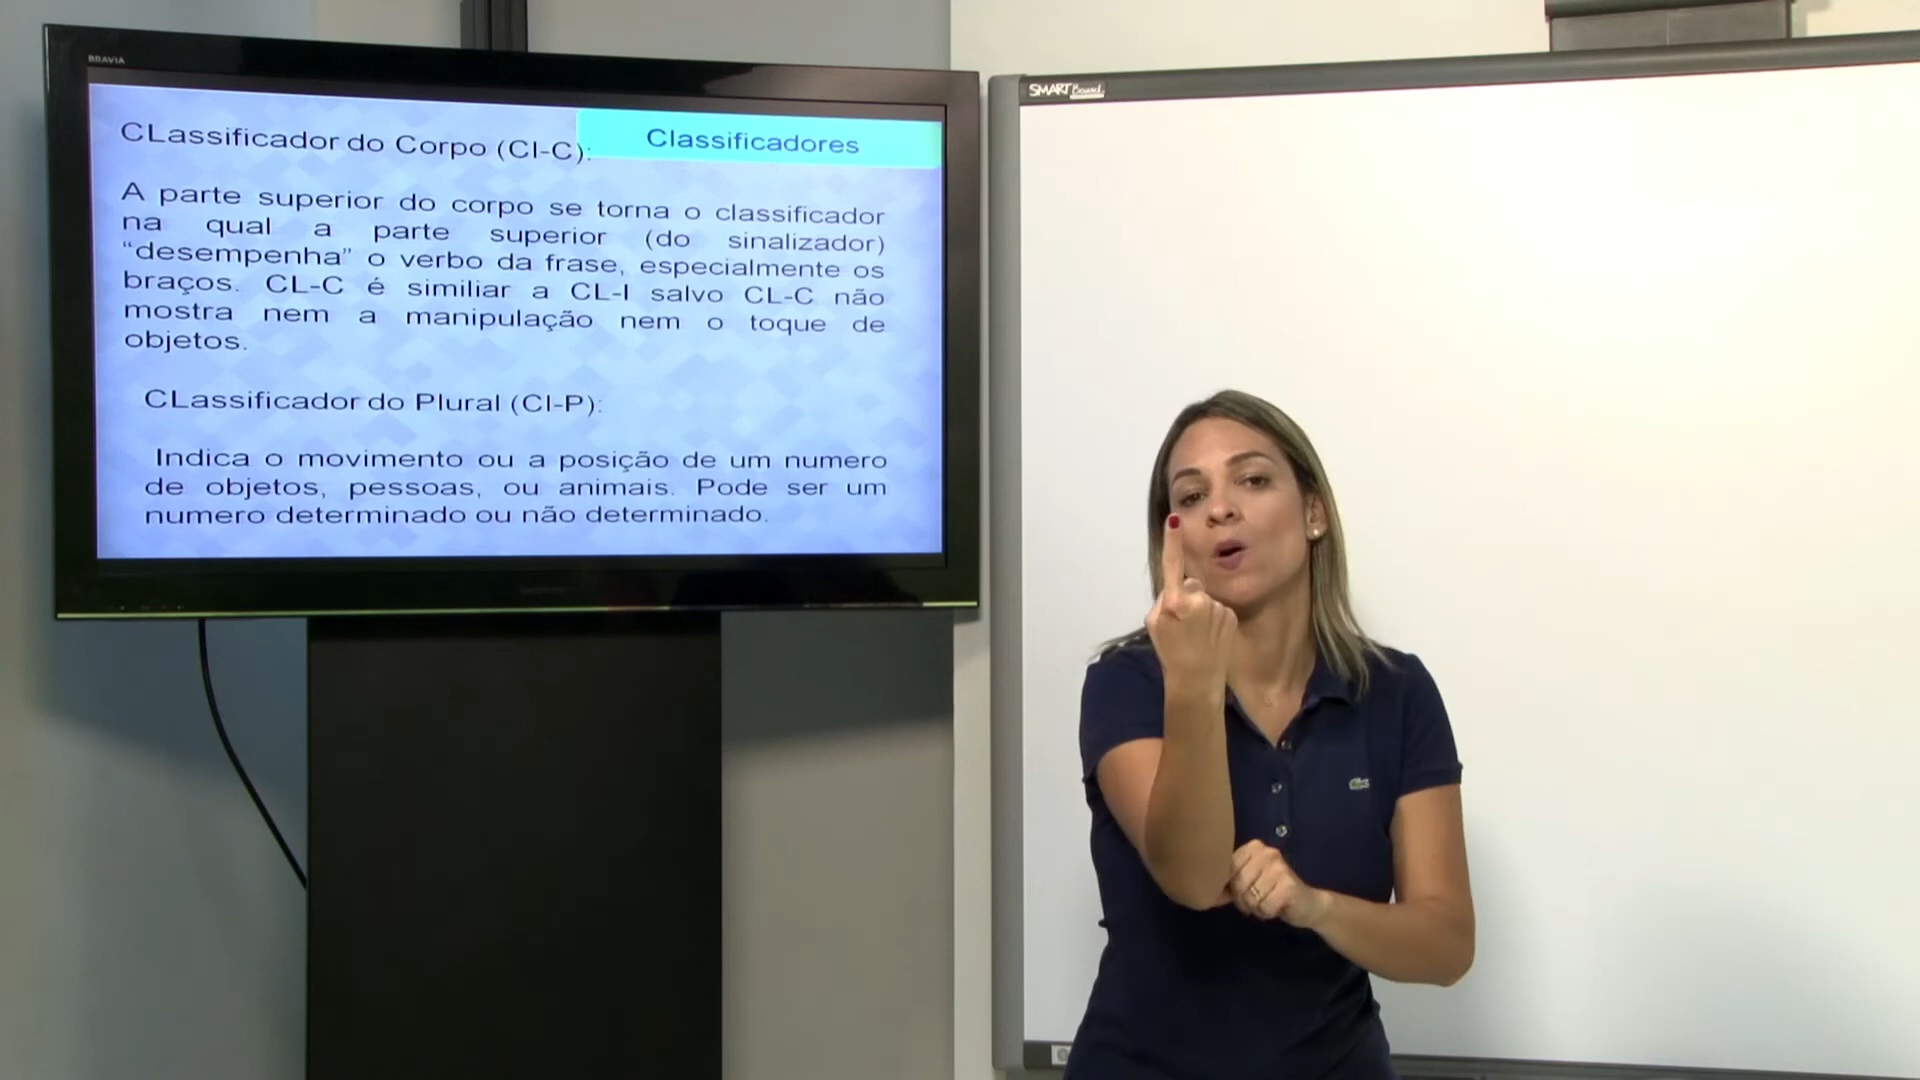 BRAVIA
SMART Board
CLassificador do Corpo (Cl-C):
Classificadores
A parte superior do corpo se torna o classificador
na qual a parte superior (do sinalizador)
“desempenha” o verbo da frase, especialmente os
braços. CL-C é similiar a CL-I salvo CL-C não
mostra nem a manipulação nem o toque de
objetos.
CLassificador do Plural (Cl-P):
Indica o movimento ou a posição de um numero
de objetos, pessoas, ou animais. Pode ser um
numero determinado ou não determinado.